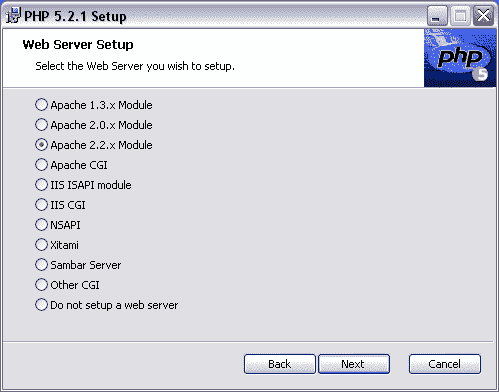 PHP 5.2.1 Setup
Web Server Setup
Select the Web Server you wish to setup.
php
5
Apache 1.3.x Module
Apache 2.0.x Module
Apache 2.2.x Module
Apache CGI
IIS ISAPI module
IIS CGI
NSAPI
Xitami
Sambar Server
Other CGI
Do not setup a web server
Back Next Cancel